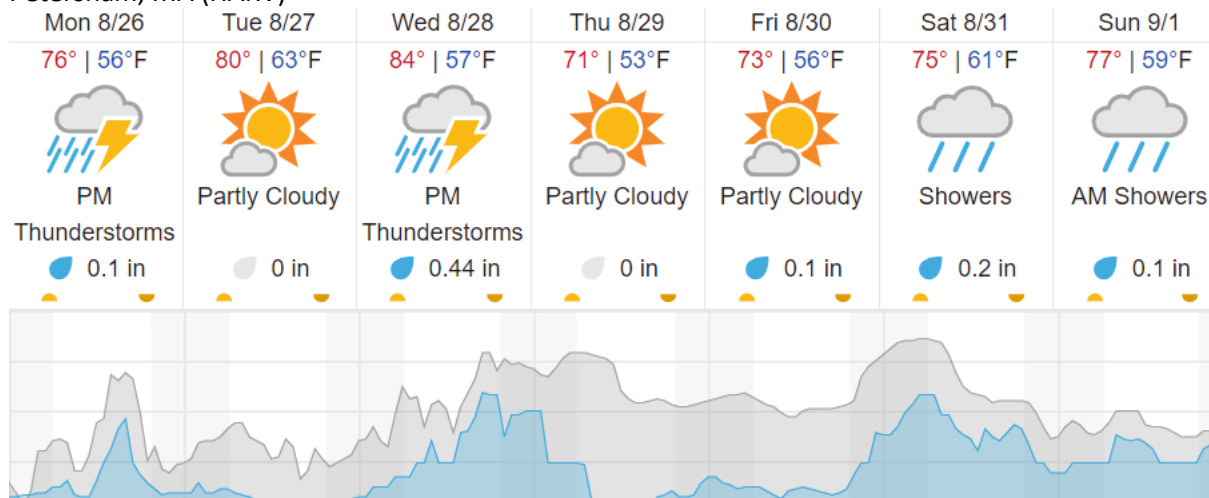 Petersham, MA (HARV)
Mon 8/26 Tue 8/27 Wed 8/28 Thu 8/29 Fri 8/30 Sat 8/31 Sun 9/1
76° | 56°F 80° | 63°F 84° | 57°F 71° | 53°F 73° | 56°F 75° | 61°F 77° | 59°F
PM Partly Cloudy PM Partly Cloudy Partly Cloudy Showers AM Showers
Thunderstorms Thunderstorms
0.1 in 0 in 0.44 in 0 in 0.1 in 0.2 in 0.1 in